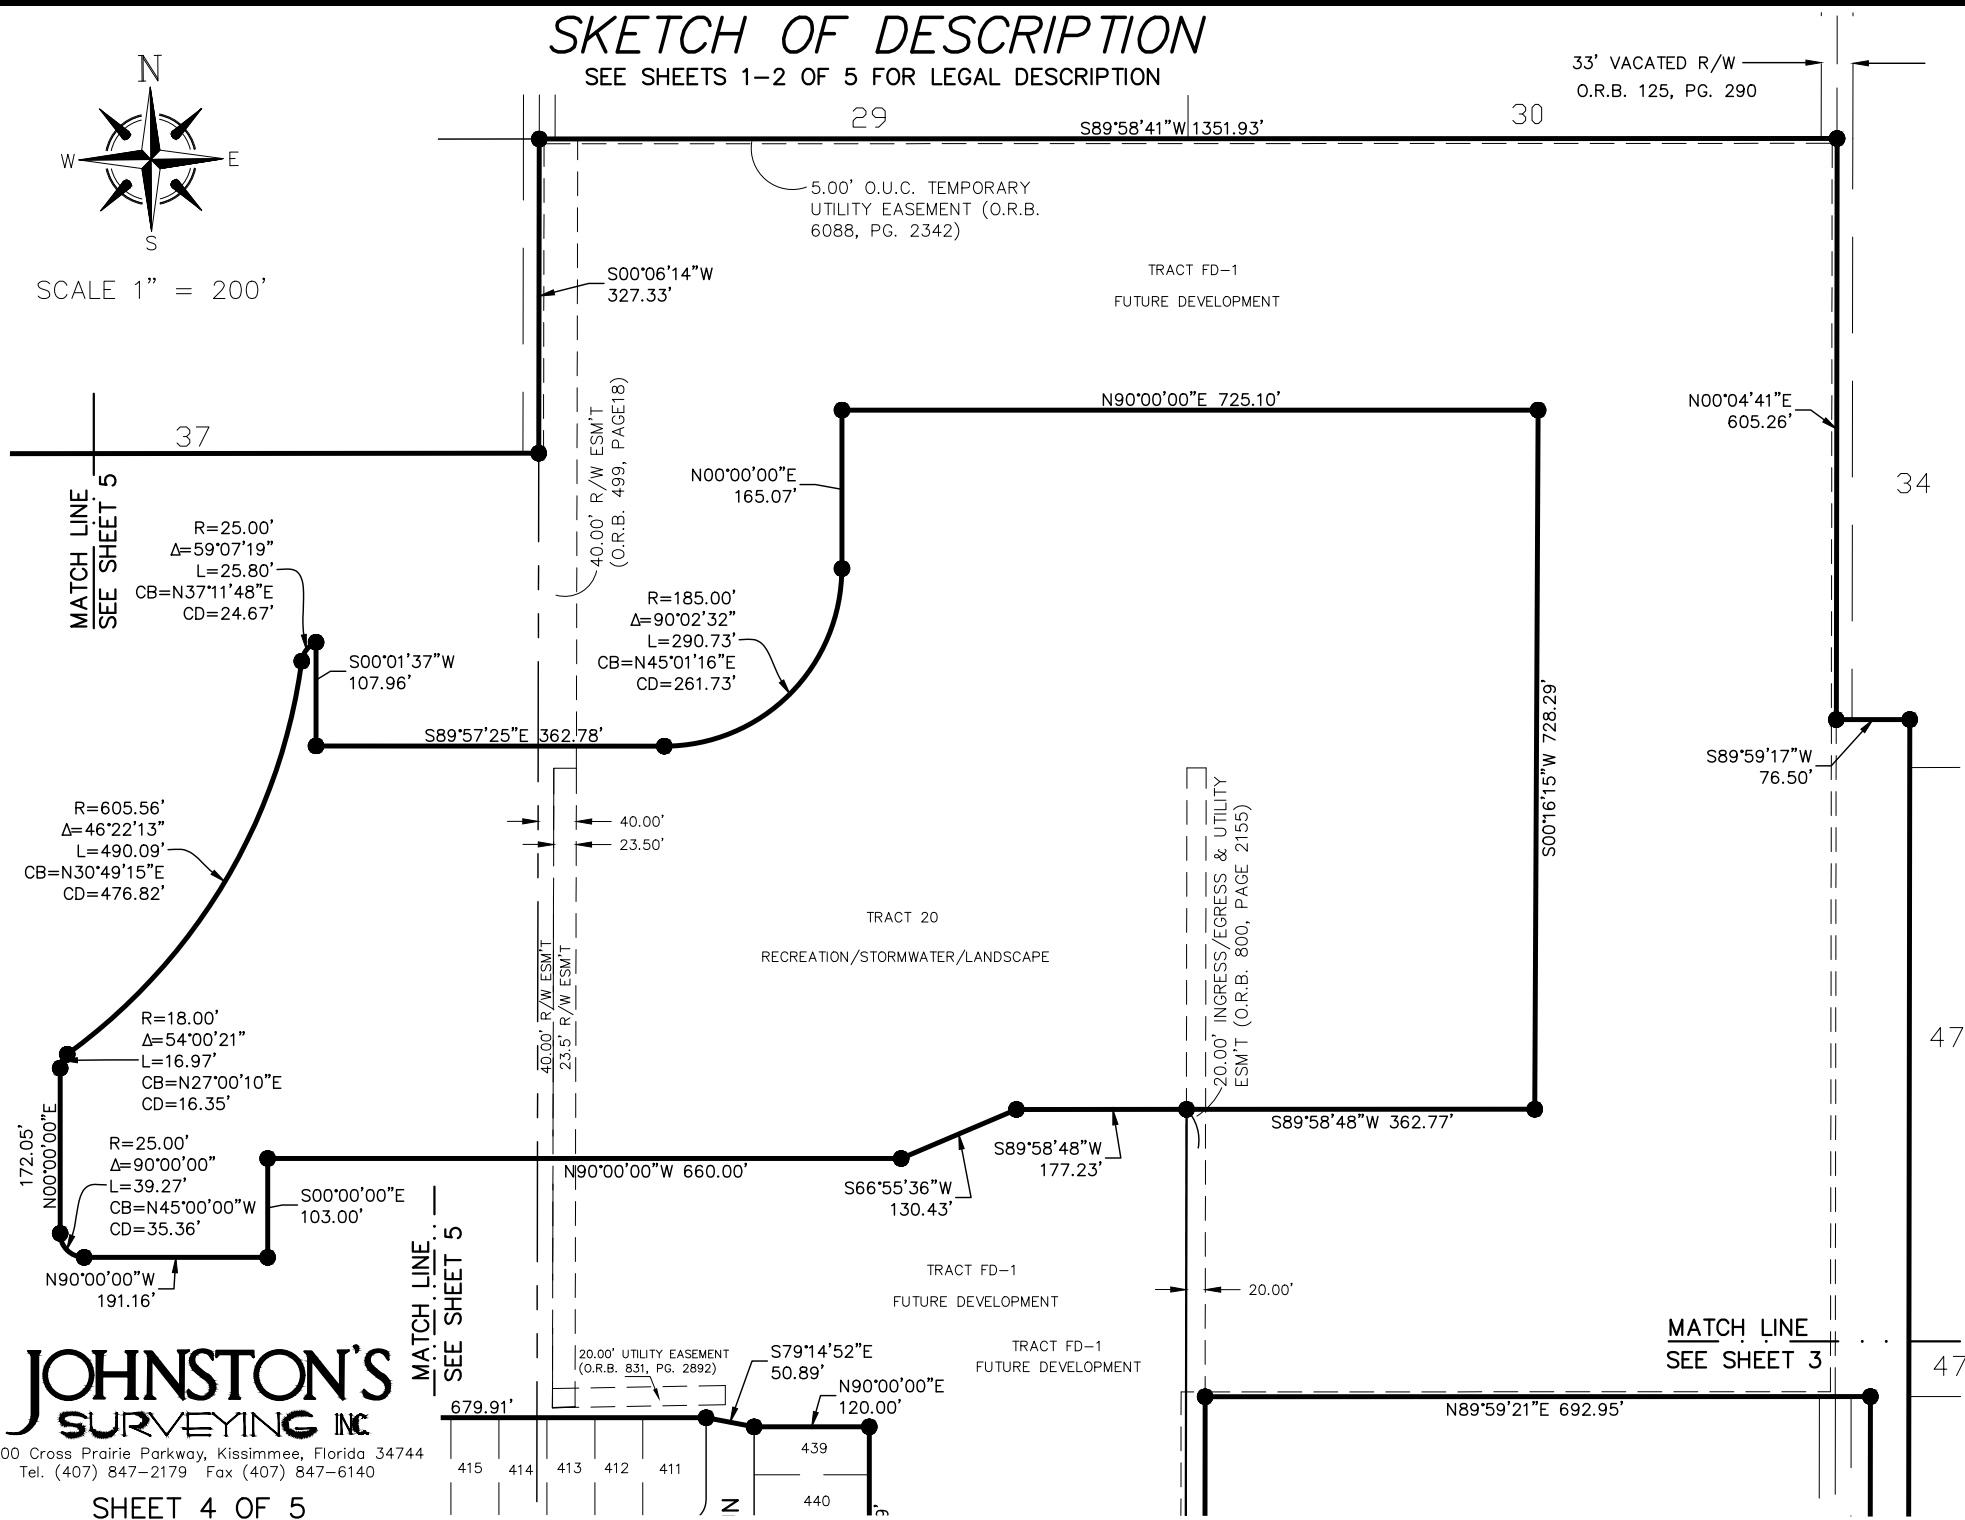 SKETCH OF DESCRIPTION
SEE SHEETS 1-2 OF 5 FOR LEGAL DESCRIPTION
N
W
E
S
SCALE 1" = 200'
33' VACATED R/W
O.R.B. 125, PG. 290
29
S89°58'41"W 1351.93'
30
5.00' O.U.C. TEMPORARY
UTILITY EASEMENT (O.R.B.
6088, PG. 2342)
TRACT FD-1
FUTURE DEVELOPMENT
S00°06'14"W
327.33'
N90°00'00"E 725.10'
N00°04'41"E
605.26'
37
34
MATCH LINE
SEE SHEET 5
40.00' R/W ESM'T
(O.R.B. 499, PAGE18)
N00°00'00"E
165.07'
R=25.00'
Δ=59°07'19"
L=25.80'
CB=N37°11'48"E
CD=24.67'
R=185.00'
Δ=90°02'32"
L=290.73'
CB=N45°01'16"E
CD=261.73'
S00°01'37"W
107.96'
S89°57'25"E 362.78'
S00°16'15"W 728.29'
S89°59'17"W
76.50'
R=605.56'
Δ=46°22'13"
L=490.09'
CB=N30°49'15"E
CD=476.82'
40.00'
23.50'
20.00' INGRESS/EGRESS & UTILITY
ESM'T (O.R.B. 800, PAGE 2155)
TRACT 20
RECREATION/STORMWATER/LANDSCAPE
40.00' R/W ESM'T
23.5' R/W ESM'T
47
R=18.00'
Δ=54°00'21"
L=16.97'
CB=N27°00'10"E
CD=16.35'
172.05'
N00°00'00"E
R=25.00'
Δ=90°00'00"
L=39.27'
CB=N45°00'00"W
CD=35.36'
S00°00'00"E
103.00'
N90°00'00"W 660.00'
S66°55'36"W
130.43'
S89°58'48"W
177.23'
S89°58'48"W 362.77'
N90°00'00"W
191.16'
MATCH LINE
SEE SHEET 5
TRACT FD-1
FUTURE DEVELOPMENT
20.00'
TRACT FD-1
FUTURE DEVELOPMENT
MATCH LINE
SEE SHEET 3
47
20.00' UTILITY EASEMENT
(O.R.B. 831, PG. 2892)
S79°14'52"E
50.89'
N90°00'00"E
120.00'
679.91'
N89°59'21"E 692.95'
415
414
413
412
411
439
440
JOHNSTON'S
SURVEYING INC
00 Cross Prairie Parkway, Kissimmee, Florida 34744
Tel. (407) 847-2179 Fax (407) 847-6140
SHEET 4 OF 5